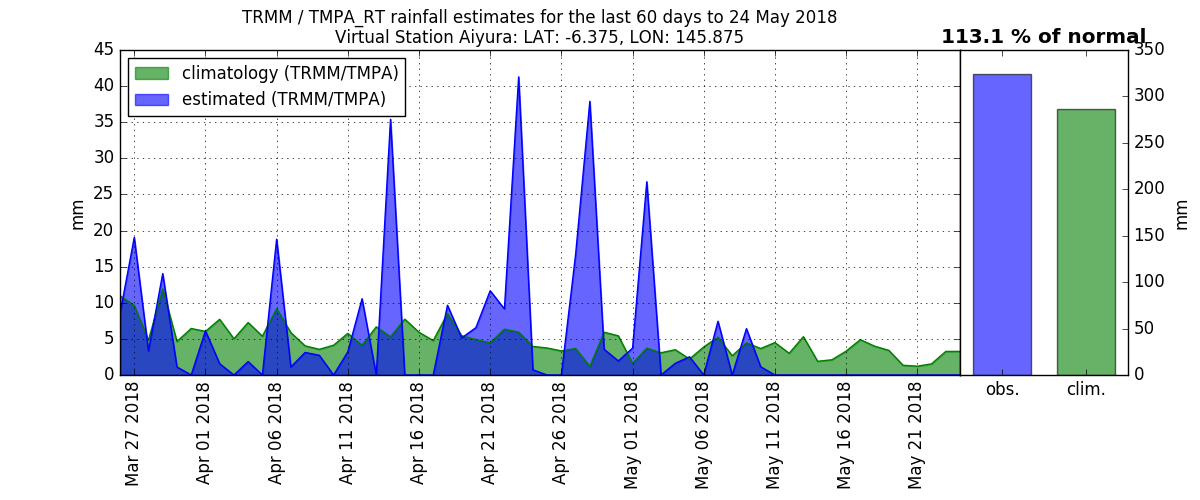 TRMM / TMPA_RT rainfall estimates for the last 60 days to 24 May 2018
Virtual Station Aiyura: LAT: -6.375, LON: 145.875
113.1 % of normal
climatology (TRMM/TMPA)
estimated (TRMM/TMPA)
45
40
35
30
25
20
15
10
5
0
mm
Mar 27 2018
Apr 01 2018
Apr 06 2018
Apr 11 2018
Apr 16 2018
Apr 21 2018
Apr 26 2018
May 01 2018
May 06 2018
May 11 2018
May 16 2018
May 21 2018
350
300
250
200
150
100
50
0
mm
obs.
clim.